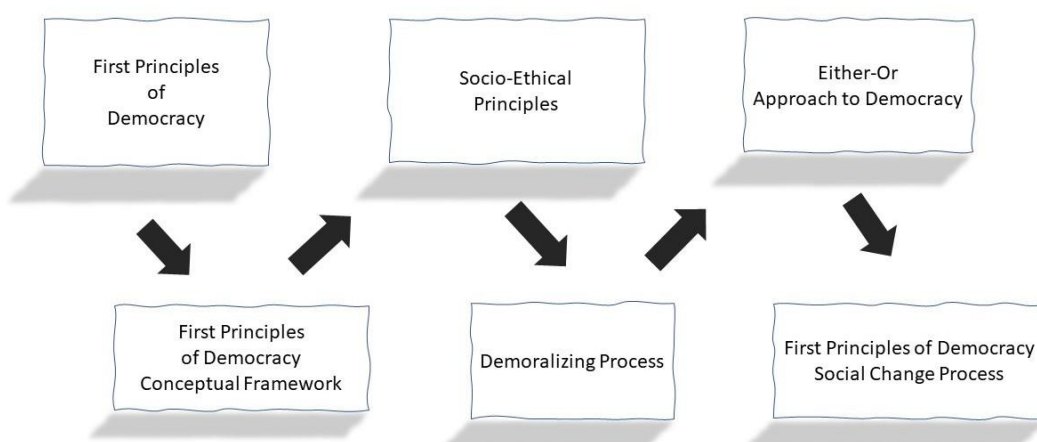 First Principles
of
Democracy
First Principles
of Democracy
Conceptual Framework
Socio-Ethical
Principles
Demoralizing Process
Either-Or
Approach to Democracy
First Principles of Democracy
Social Change Process